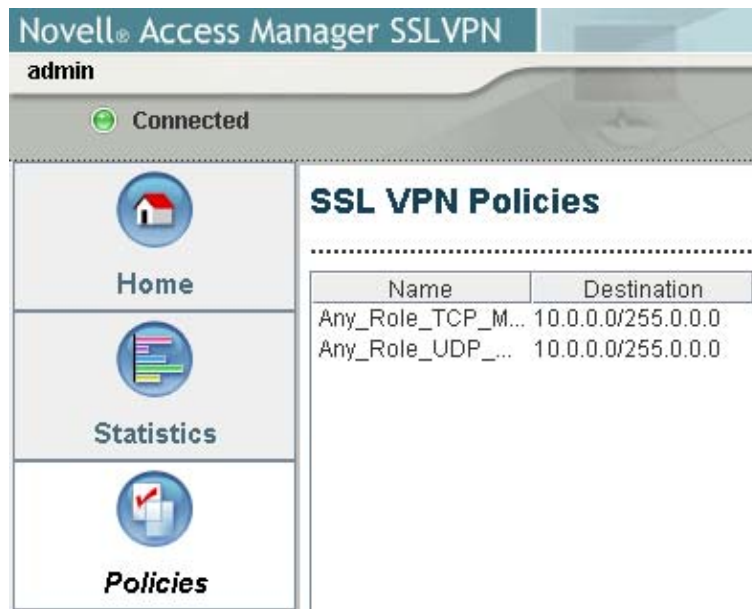 Novell® Access Manager SSLVPN
admin
Connected
Home
Statistics
Policies
SSL VPN Policies
Name Destination
Any_Role_TCP_M... 10.0.0.0/255.0.0.0
Any_Role_UDP_... 10.0.0.0/255.0.0.0